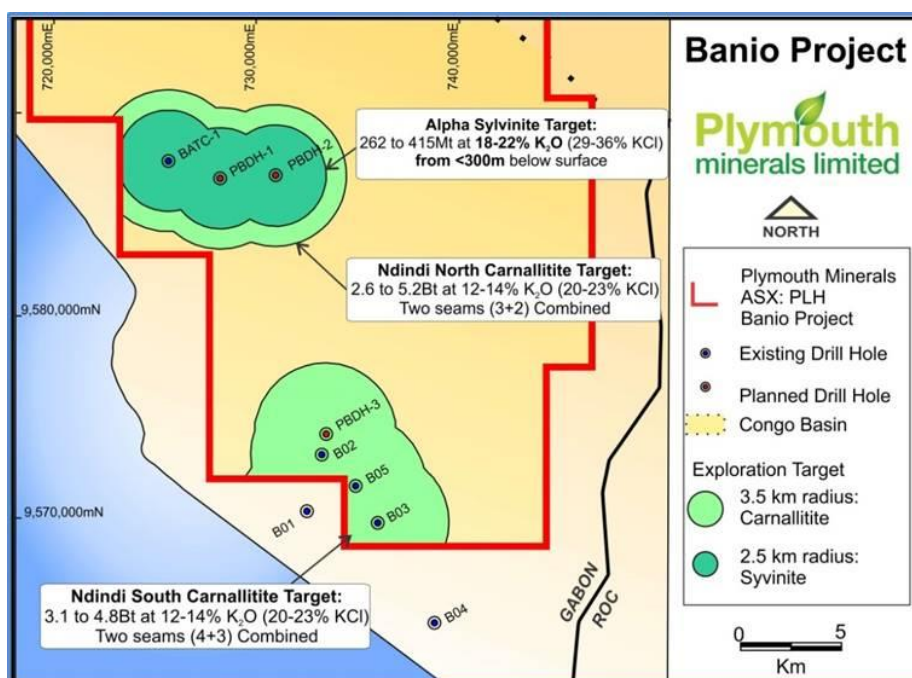 720,000mE
730,000mE
740,000mE
9,580,000mN
9,570,000mN
BATC-1
PBDH-1
PBDH-2
Alpha Sylvinite Target:
262 to 415Mt at 18-22% K₂O (29-36% KCl)
from <300m below surface
Ndindi North Carnallitite Target:
2.6 to 5.2Bt at 12-14% K₂O (20-23% KCl)
Two seams (3+2) Combined
PBDH-3
B02
B05
B01
B03
B04
Ndindi South Carnallitite Target:
3.1 to 4.8Bt at 12-14% K₂O (20-23% KCl)
Two seams (4+3) Combined
GABON
ROC
Banio Project
Plymouth
minerals limited
NORTH
Plymouth Minerals
ASX: PLH
Banio Project
Existing Drill Hole
Planned Drill Hole
Congo Basin
Exploration Target
3.5 km radius:
Carnallitite
2.5 km radius:
Syvinite
0 5
Km